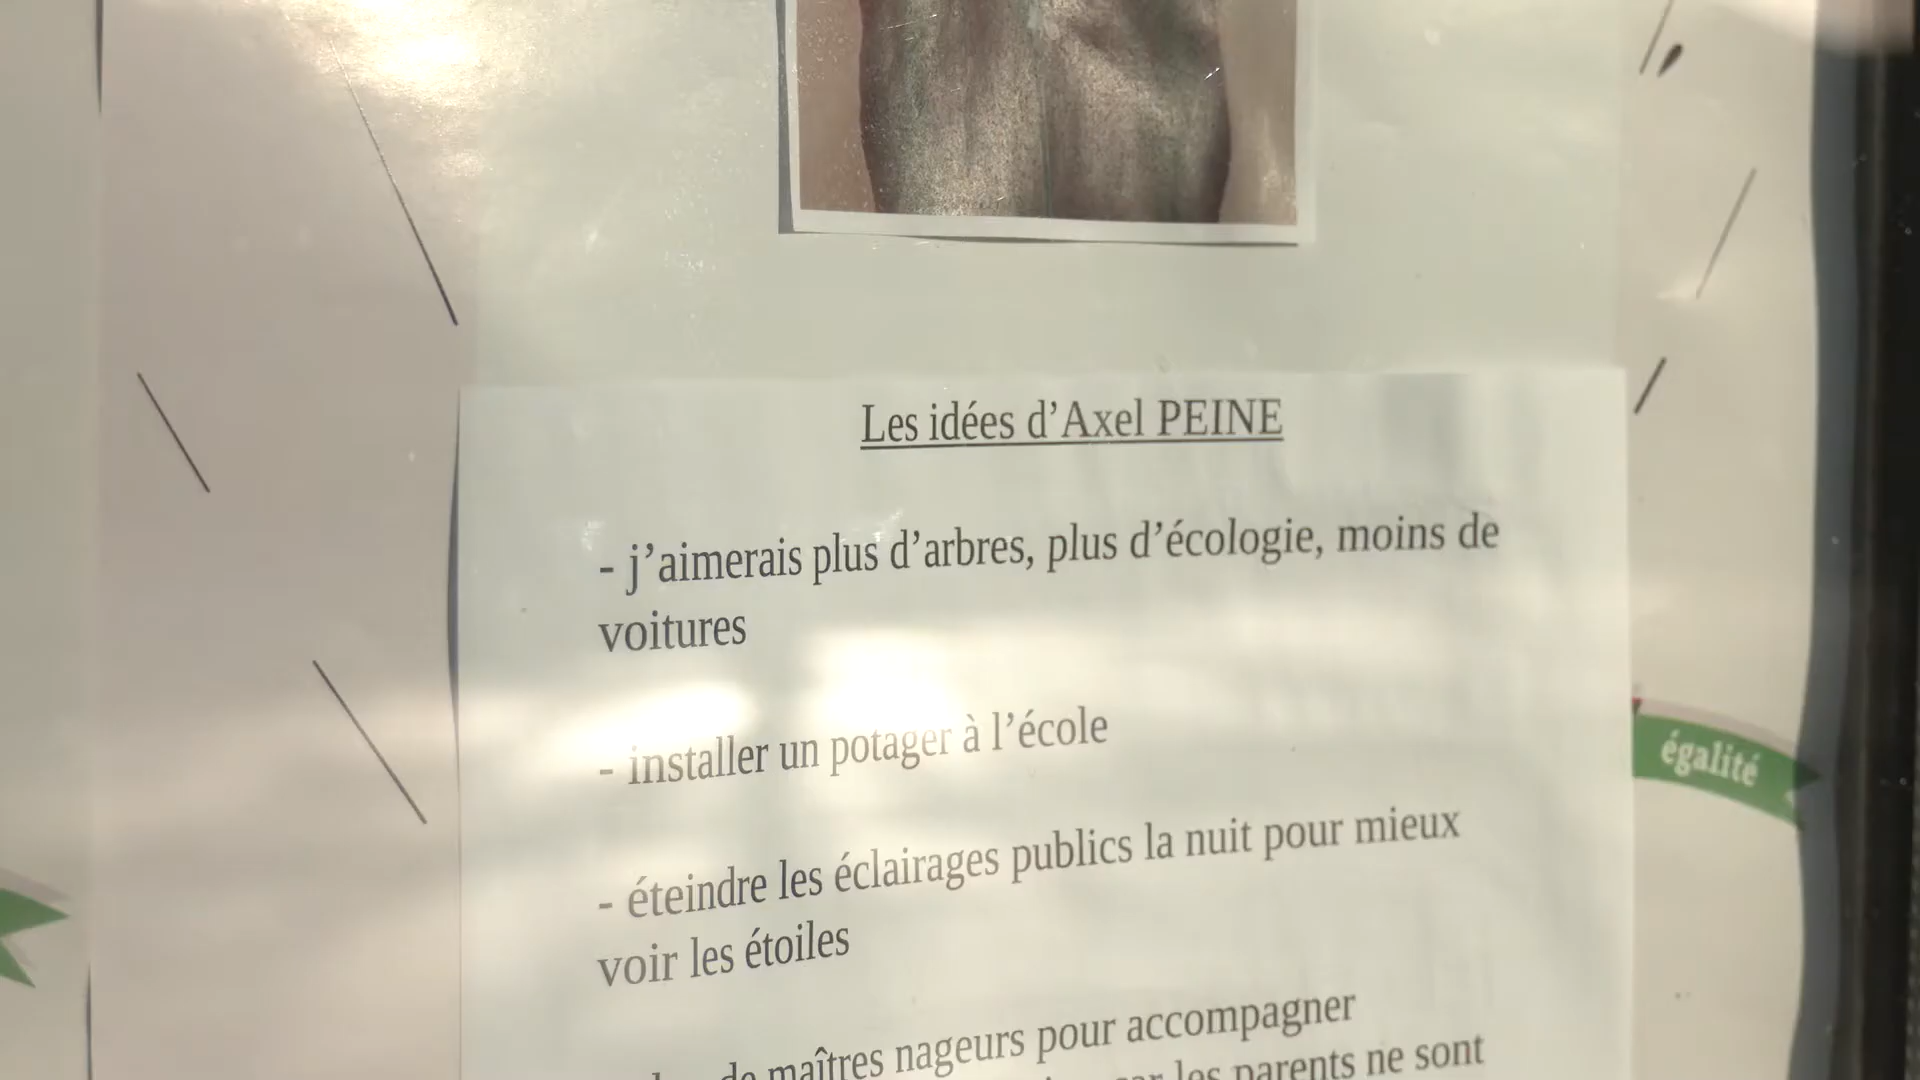 Les idées d'Axel PEINE
- j'aimerais plus d'arbres, plus d'écologie, moins de
voitures
- installer un potager à l'école
- éteindre les éclairages publics la nuit pour mieux
voir les étoiles
de maîtres nageurs pour accompagner
les parents ne sont
égalité